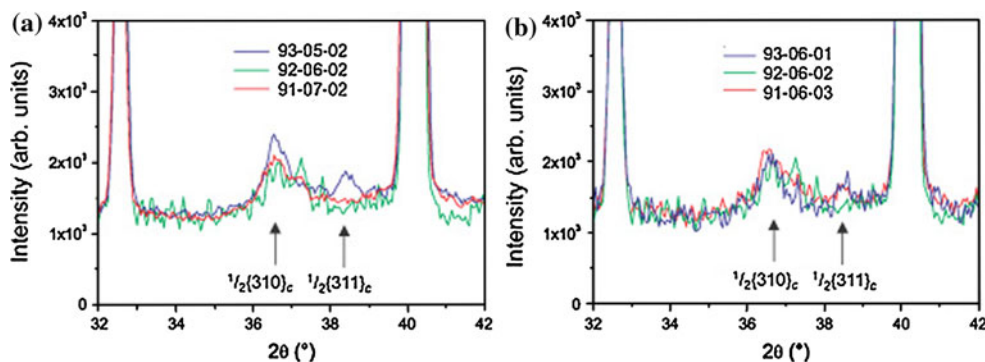 (a)
Intensity (arb. units)
4x10³
3x10³
2x10³
1x10³
0
93-05-02
92-06-02
91-07-02
¹/₂{310}c
¹/₂{311}c
32
34
36
38
40
42
2θ (°)
(b)
Intensity (arb. units)
4x10³
3x10³
2x10³
1x10³
0
93-06-01
92-06-02
91-06-03
¹/₂{310}c
¹/₂{311}c
32
34
36
38
40
42
2θ (°)